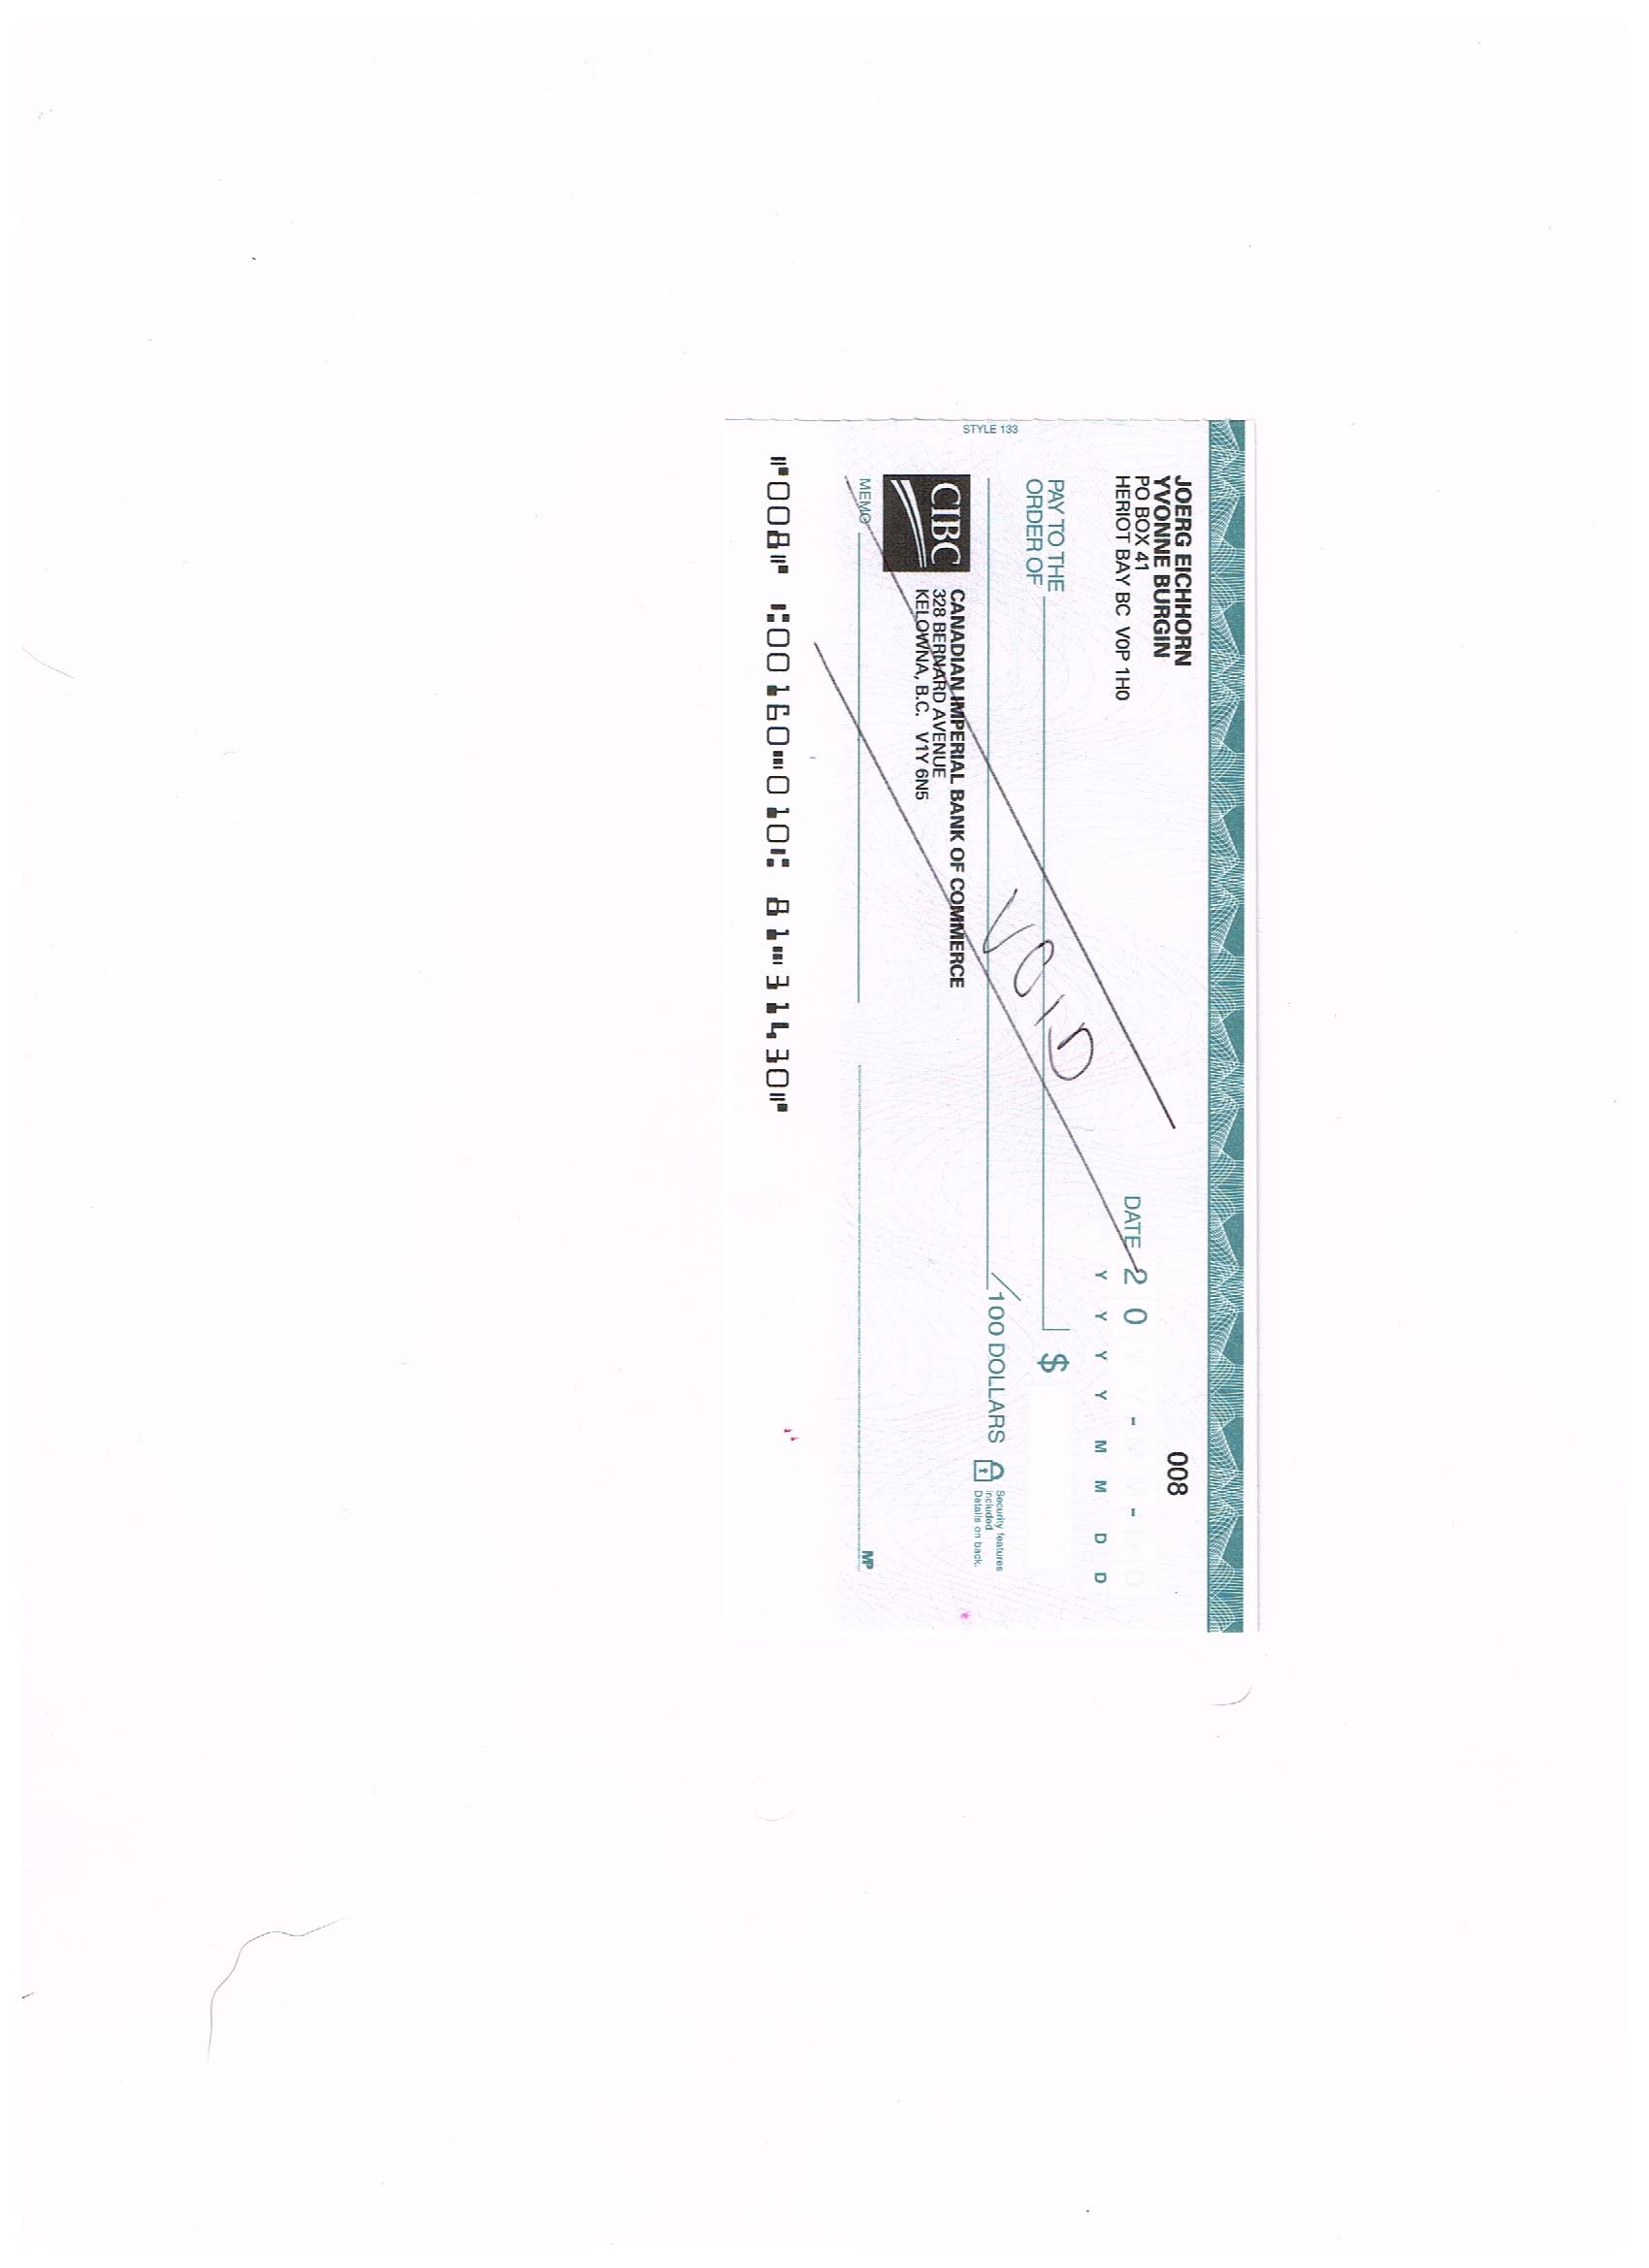 008
JOERG EICHHORN
YVONNE BURGIN
PO BOX 41
HERIOT BAY BC V0P 1H0
DATE 2 0 Y Y - M M - D D
Y Y Y Y M M D D
PAY TO THE
ORDER OF
$
VOID
/100 DOLLARS
Security features
included.
Details on back.
STYLE 133
CIBC
CANADIAN IMPERIAL BANK OF COMMERCE
328 BERNARD AVENUE
KELOWNA, B.C. V1Y 6N5
MEMO
MP
⑈008⑈ ⑆00160⑉010⑆ 81⑉31430⑈